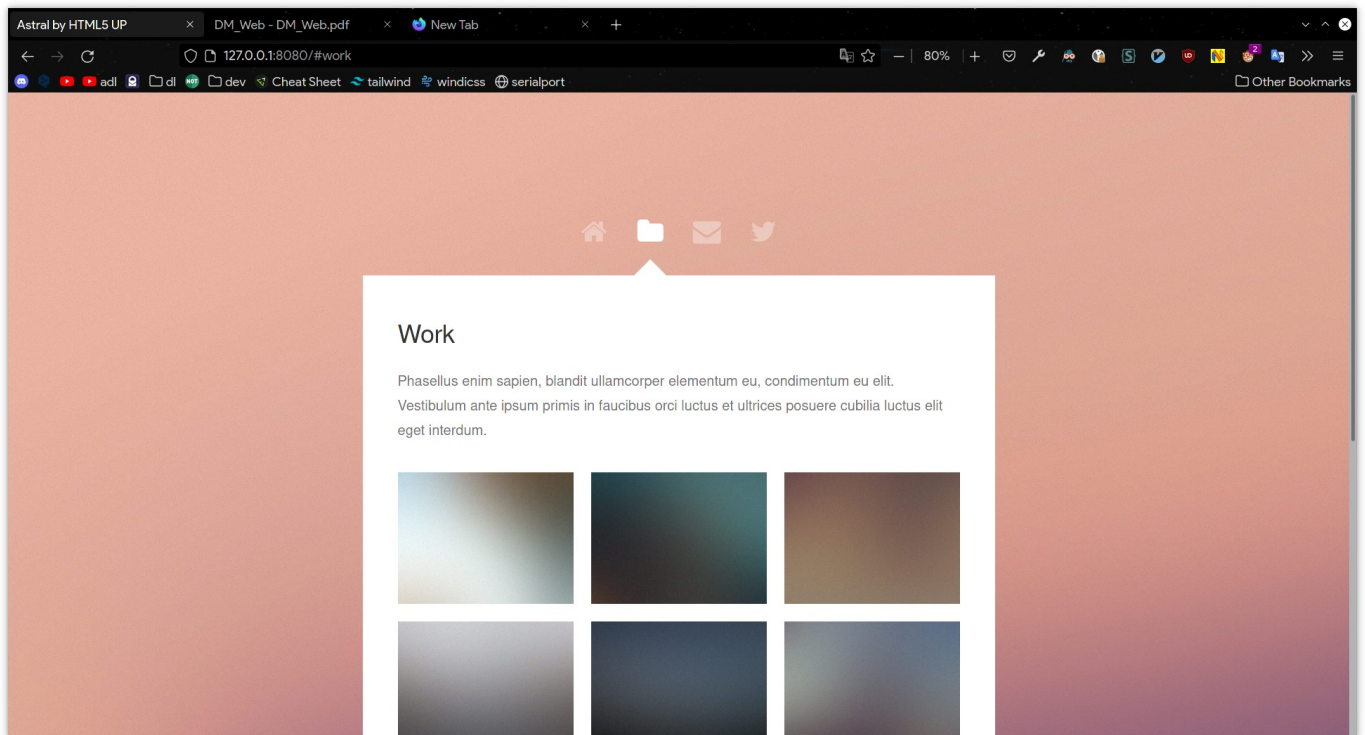 Astral by HTML5 UP
DM_Web - DM_Web.pdf
New Tab
127.0.0.1:8080/#work
80%
2
adl
dl
dev
Cheat Sheet
tailwind
windicss
serialport
Other Bookmarks
Work
Phasellus enim sapien, blandit ullamcorper elementum eu, condimentum eu elit.
Vestibulum ante ipsum primis in faucibus orci luctus et ultrices posuere cubilia luctus elit
eget interdum.